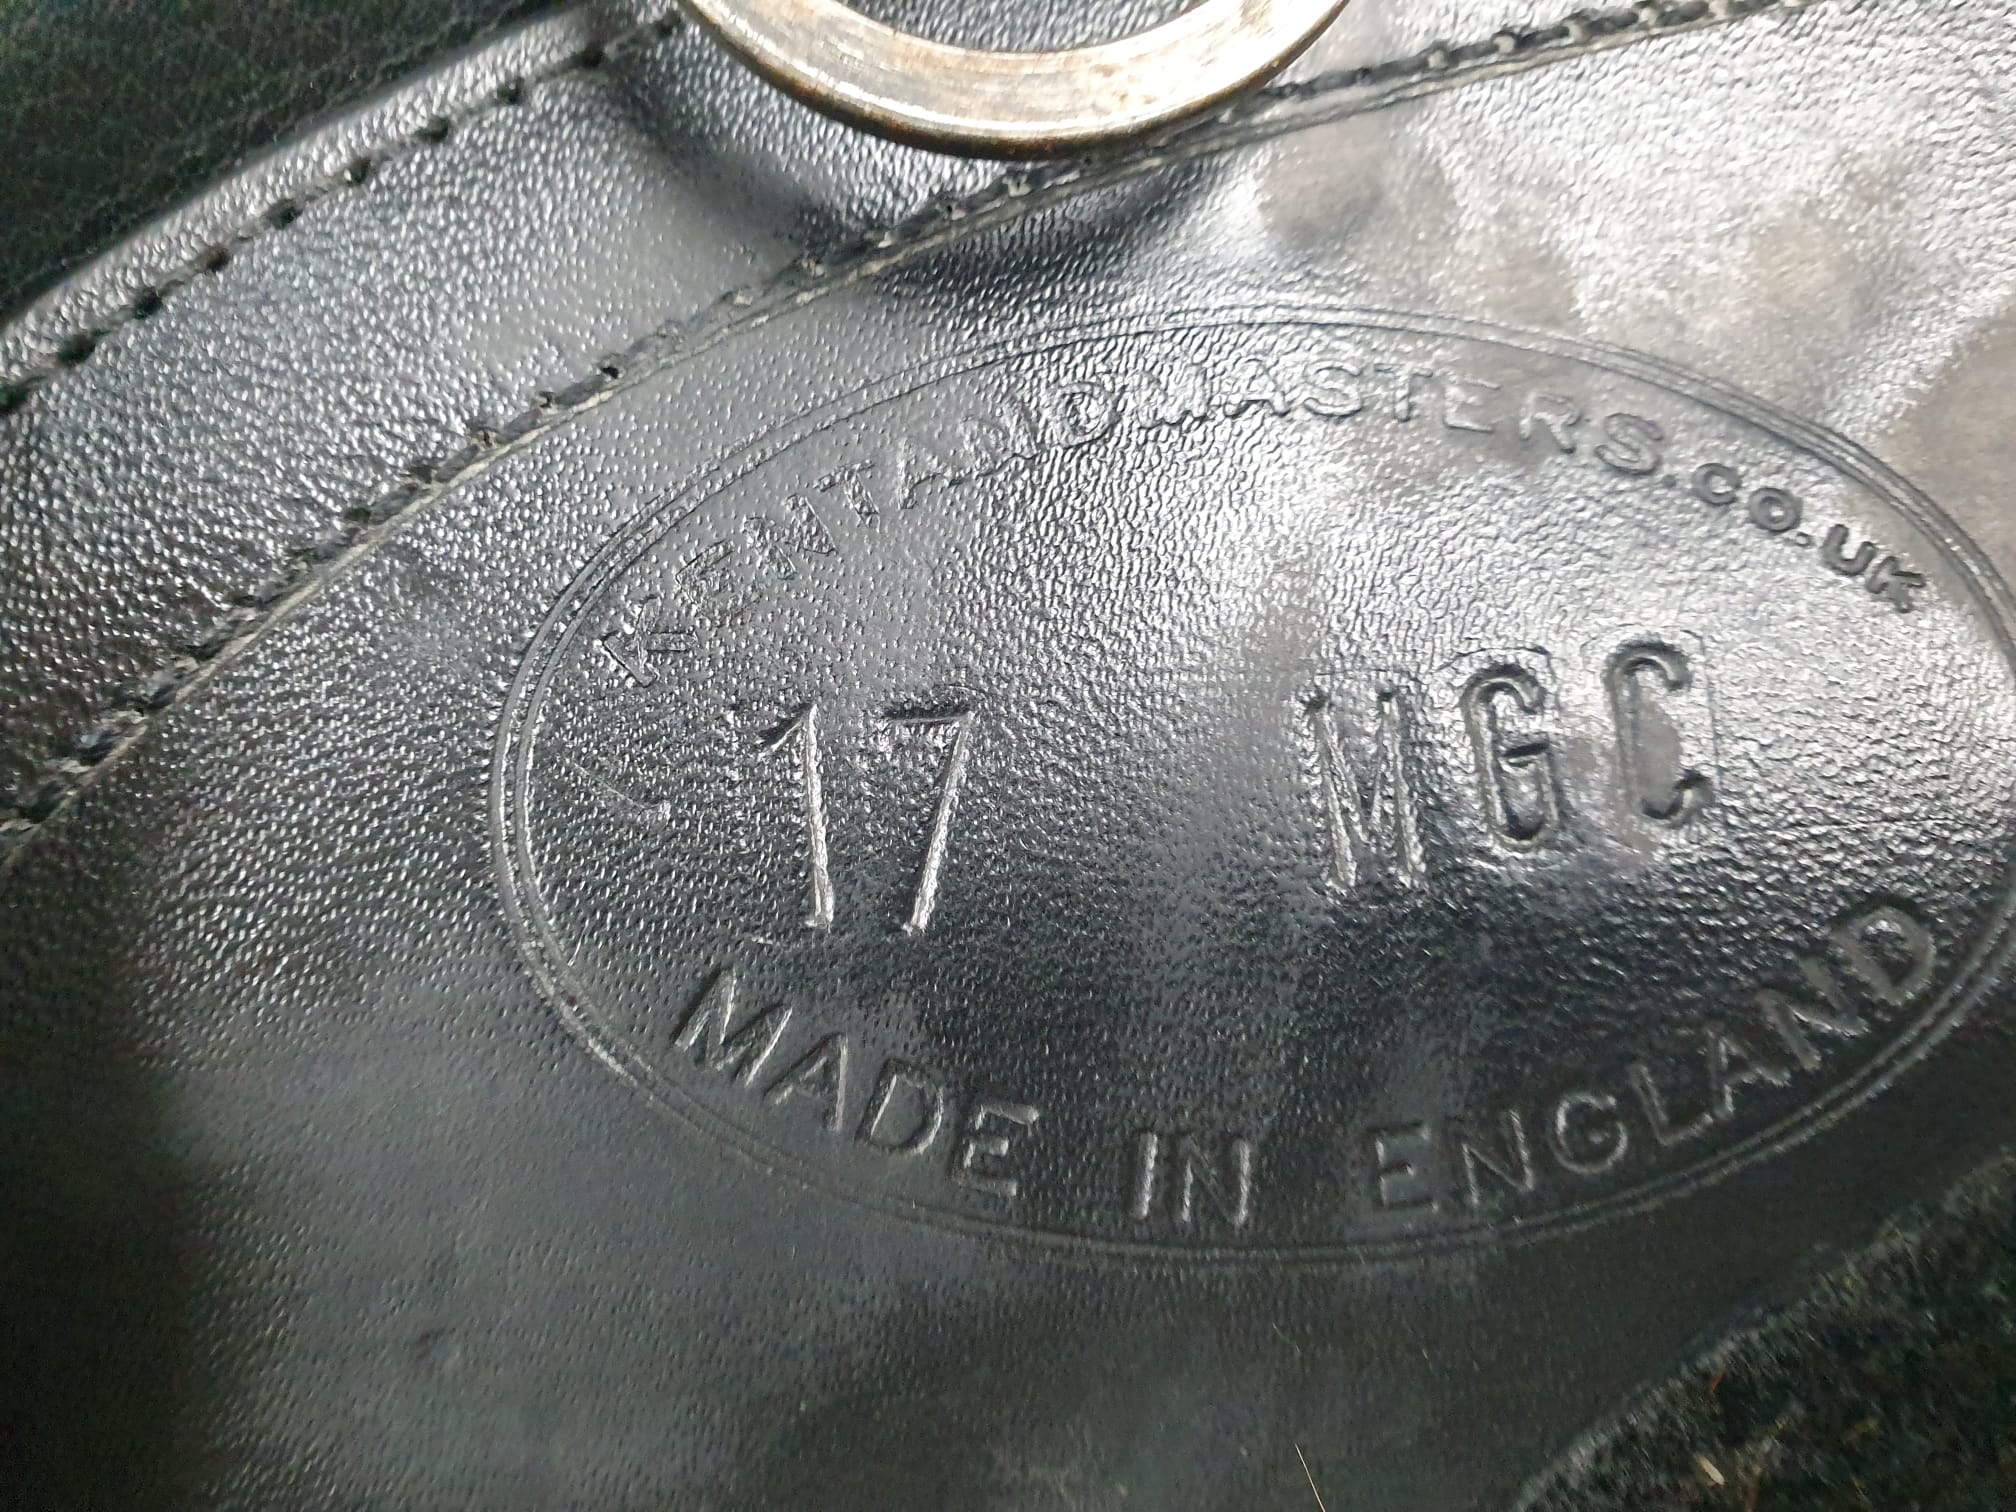 KENTANDMASTERS.CO.UK
17 MGC
MADE IN ENGLAND